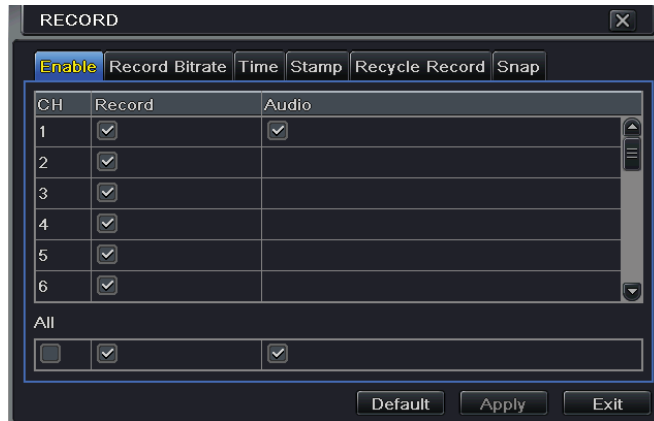 RECORD
Enable Record Bitrate Time Stamp Recycle Record Snap
CH Record Audio
1
2
3
4
5
6
All
Default Apply Exit